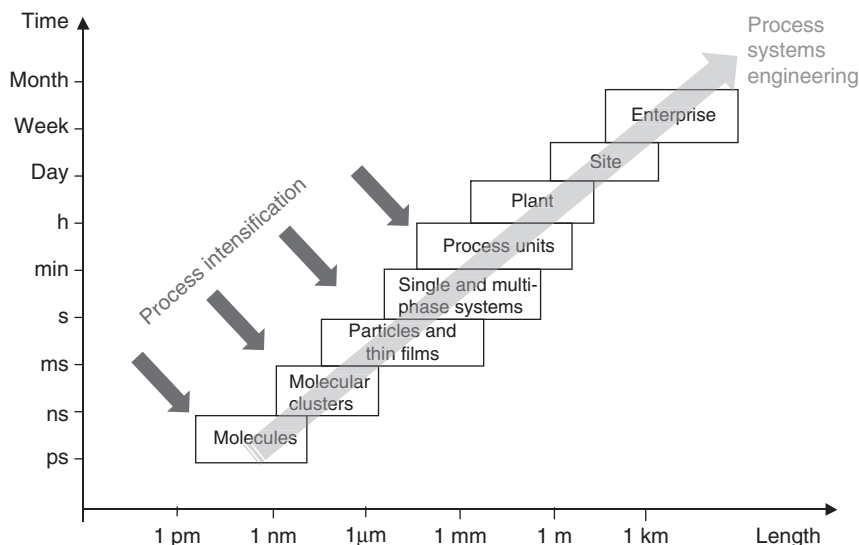 Time
Process
systems
engineering
Month
Week
Day
h
min
s
ms
ns
ps
Enterprise
Site
Plant
Process units
Single and multi-
phase systems
Particles and
thin films
Molecular
clusters
Molecules
Process intensification
1 pm
1 nm
1μm
1 mm
1 m
1 km
Length